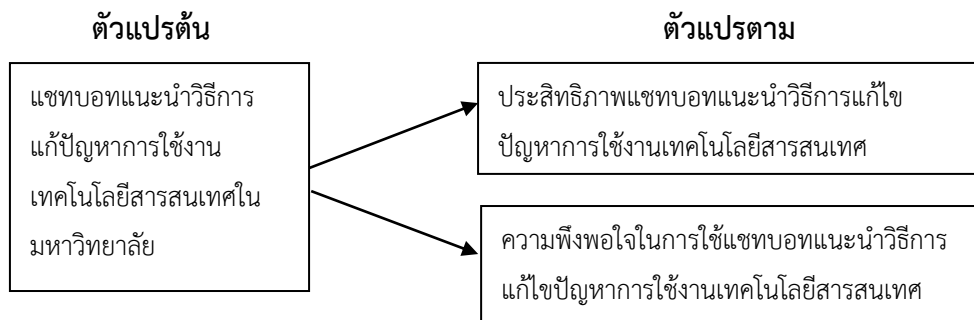 ตัวแปรต้น
ตัวแปรตาม
แชทบอทแนะนำวิธีการ
แก้ปัญหาการใช้งาน
เทคโนโลยีสารสนเทศใน
มหาวิทยาลัย
ประสิทธิภาพแชทบอทแนะนำวิธีการแก้ไข
ปัญหาการใช้งานเทคโนโลยีสารสนเทศ
ความพึงพอใจในการใช้แชทบอทแนะนำวิธีการ
แก้ไขปัญหาการใช้งานเทคโนโลยีสารสนเทศ